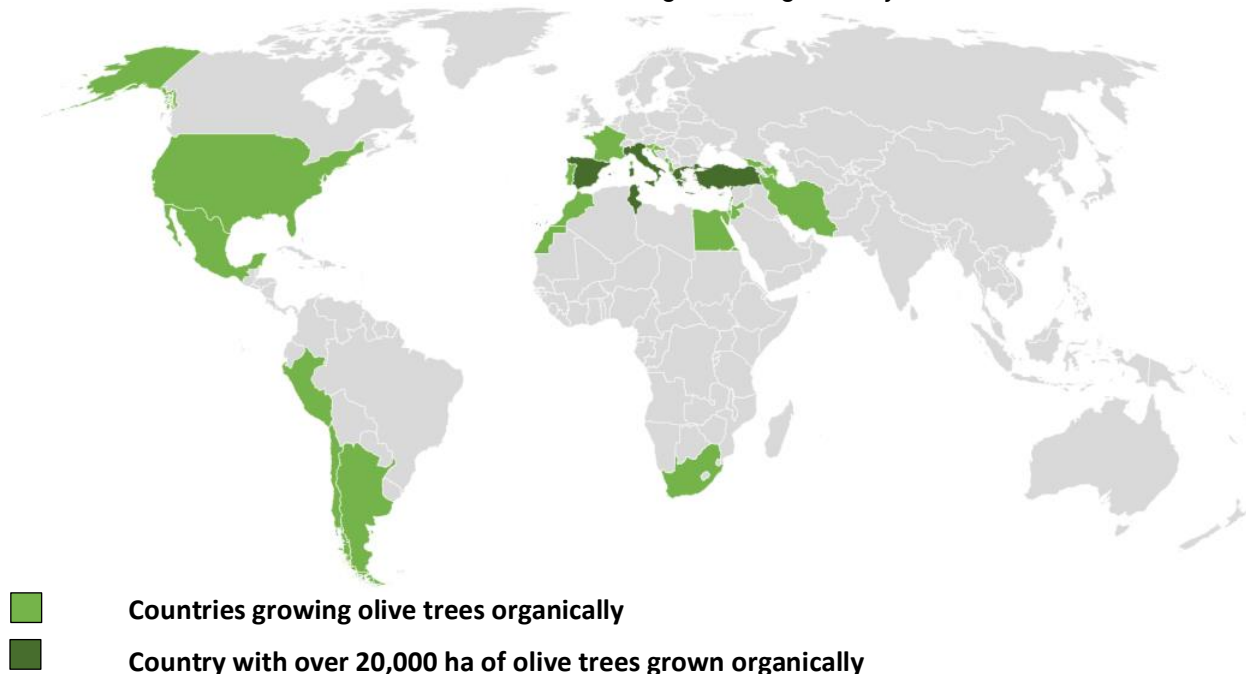 Countries growing olive trees organically
Country with over 20,000 ha of olive trees grown organically